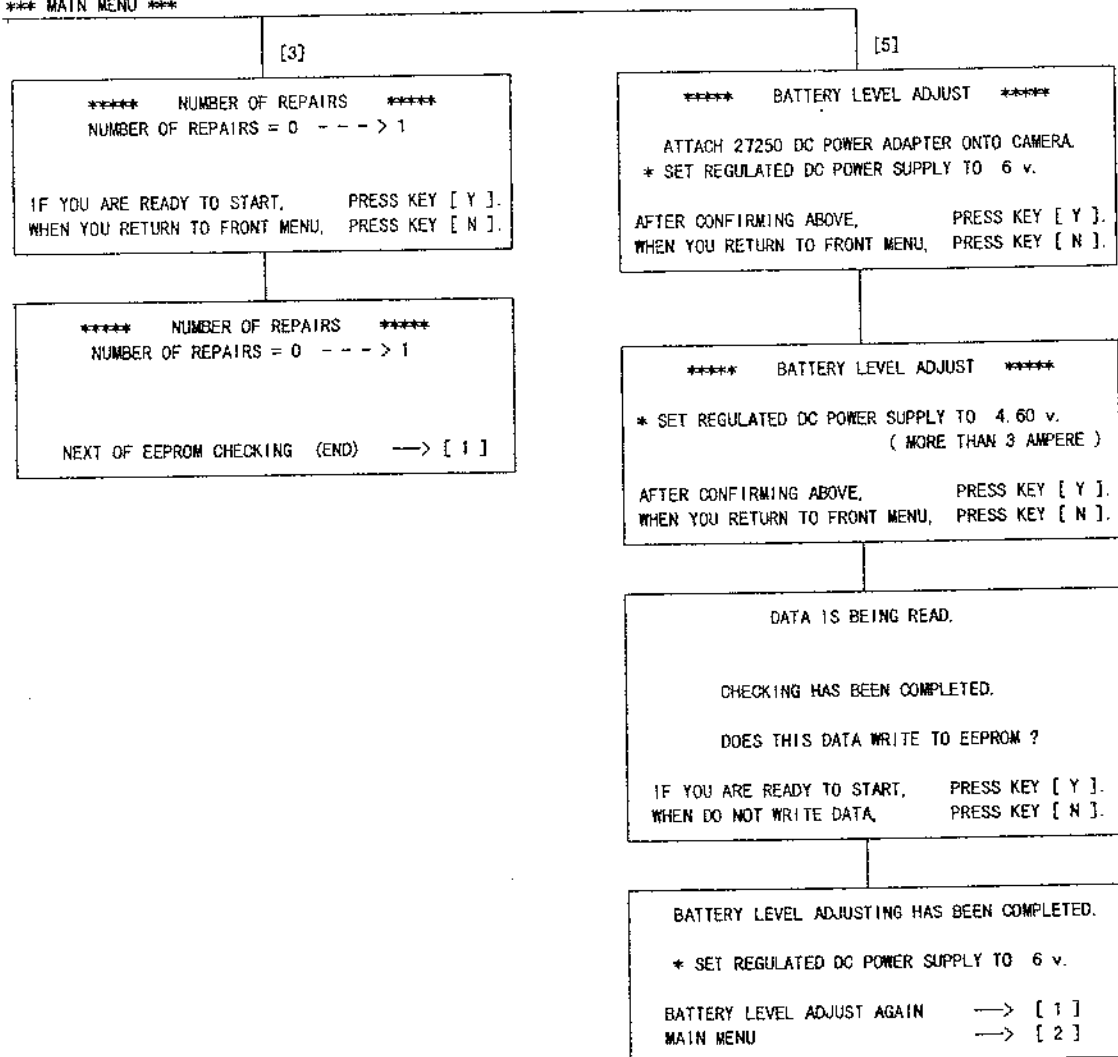 *** MAIN MENU ***
[3]
***** NUMBER OF REPAIRS *****
NUMBER OF REPAIRS = 0 - - - > 1
IF YOU ARE READY TO START, PRESS KEY [ Y ].
WHEN YOU RETURN TO FRONT MENU, PRESS KEY [ N ].
***** NUMBER OF REPAIRS *****
NUMBER OF REPAIRS = 0 - - - > 1
NEXT OF EEPROM CHECKING (END) ---> [ 1 ]
[5]
***** BATTERY LEVEL ADJUST *****
ATTACH 27250 DC POWER ADAPTER ONTO CAMERA.
* SET REGULATED DC POWER SUPPLY TO 6 v.
AFTER CONFIRMING ABOVE, PRESS KEY [ Y ].
WHEN YOU RETURN TO FRONT MENU, PRESS KEY [ N ].
***** BATTERY LEVEL ADJUST *****
* SET REGULATED DC POWER SUPPLY TO 4.60 v.
( MORE THAN 3 AMPERE )
AFTER CONFIRMING ABOVE, PRESS KEY [ Y ].
WHEN YOU RETURN TO FRONT MENU, PRESS KEY [ N ].
DATA IS BEING READ.
CHECKING HAS BEEN COMPLETED.
DOES THIS DATA WRITE TO EEPROM ?
IF YOU ARE READY TO START, PRESS KEY [ Y ].
WHEN DO NOT WRITE DATA, PRESS KEY [ N ].
BATTERY LEVEL ADJUSTING HAS BEEN COMPLETED.
* SET REGULATED DC POWER SUPPLY TO 6 v.
BATTERY LEVEL ADJUST AGAIN ---> [ 1 ]
MAIN MENU ---> [ 2 ]